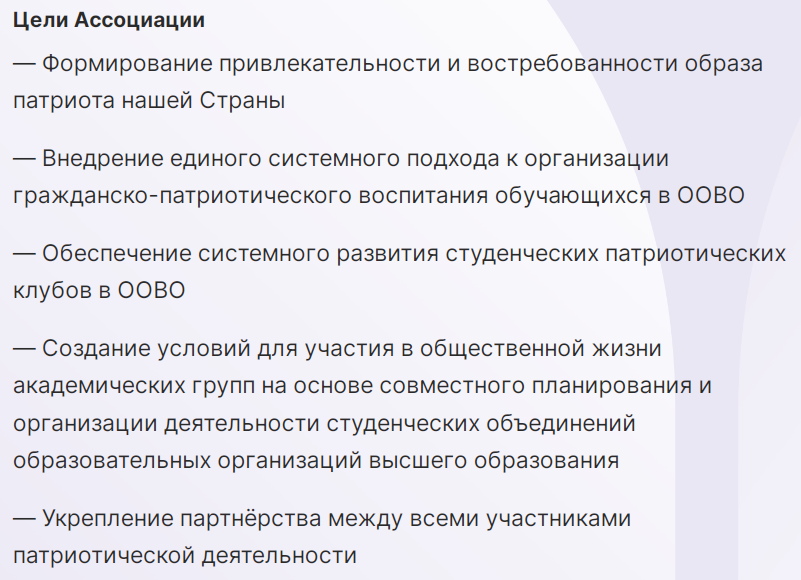 Цели Ассоциации
— Формирование привлекательности и востребованности образа
патриота нашей Страны
— Внедрение единого системного подхода к организации
гражданско-патриотического воспитания обучающихся в ООВО
— Обеспечение системного развития студенческих патриотических
клубов в ООВО
— Создание условий для участия в общественной жизни
академических групп на основе совместного планирования и
организации деятельности студенческих объединений
образовательных организаций высшего образования
— Укрепление партнёрства между всеми участниками
патриотической деятельности